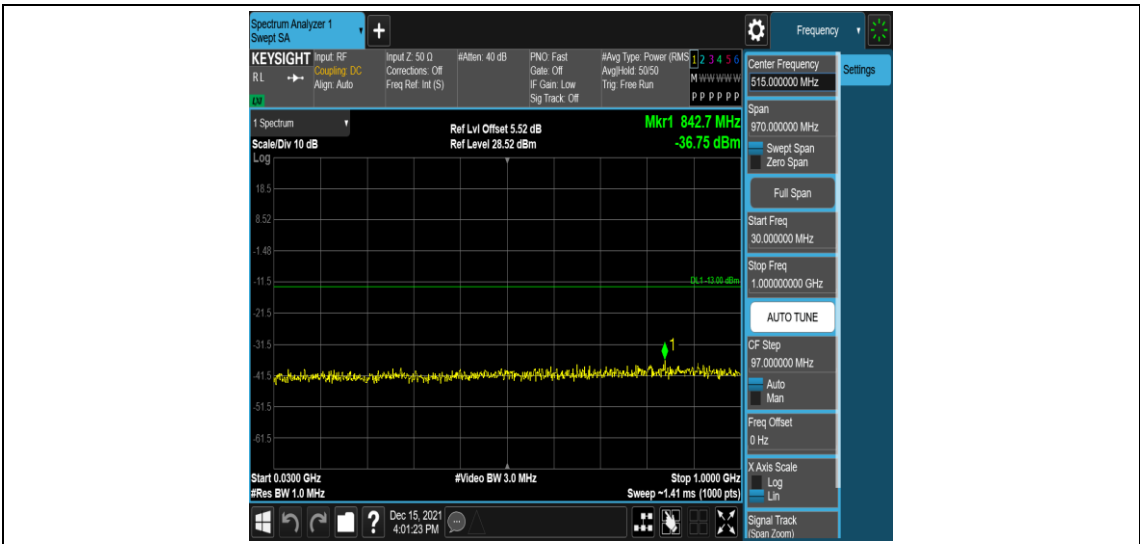 Spectrum Analyzer 1
Swept SA
+
Frequency
KEYSIGHT
RL
Input: RF
Coupling: DC
Align: Auto
Input Z: 50 Ω
Corrections: Off
Freq Ref: Int (S)
#Atten: 40 dB
PNO: Fast
Gate: Off
IF Gain: Low
Sig Track: Off
#Avg Type: Power (RMS
Avg|Hold: 50/50
Trig: Free Run
1 2 3 4 5 6
M W W W W W
P P P P P P
Center Frequency
515.000000 MHz
Settings
Span
970.000000 MHz
Swept Span
Zero Span
Full Span
Start Freq
30.000000 MHz
Stop Freq
1.000000000 GHz
AUTO TUNE
CF Step
97.000000 MHz
Auto
Man
Freq Offset
0 Hz
X Axis Scale
Log
Lin
Signal Track
(Span Zoom)
1 Spectrum
Scale/Div 10 dB
Log
Ref Lvl Offset 5.52 dB
Ref Level 28.52 dBm
Mkr1 842.7 MHz
-36.75 dBm
18.5
8.52
-1.48
-11.5
DL1 -13.00 dBm
-21.5
-31.5
1
-41.5
-51.5
-61.5
Start 0.0300 GHz
#Video BW 3.0 MHz
Stop 1.0000 GHz
#Res BW 1.0 MHz
Sweep ~1.41 ms (1000 pts)
?
Dec 15, 2021
4:01:23 PM